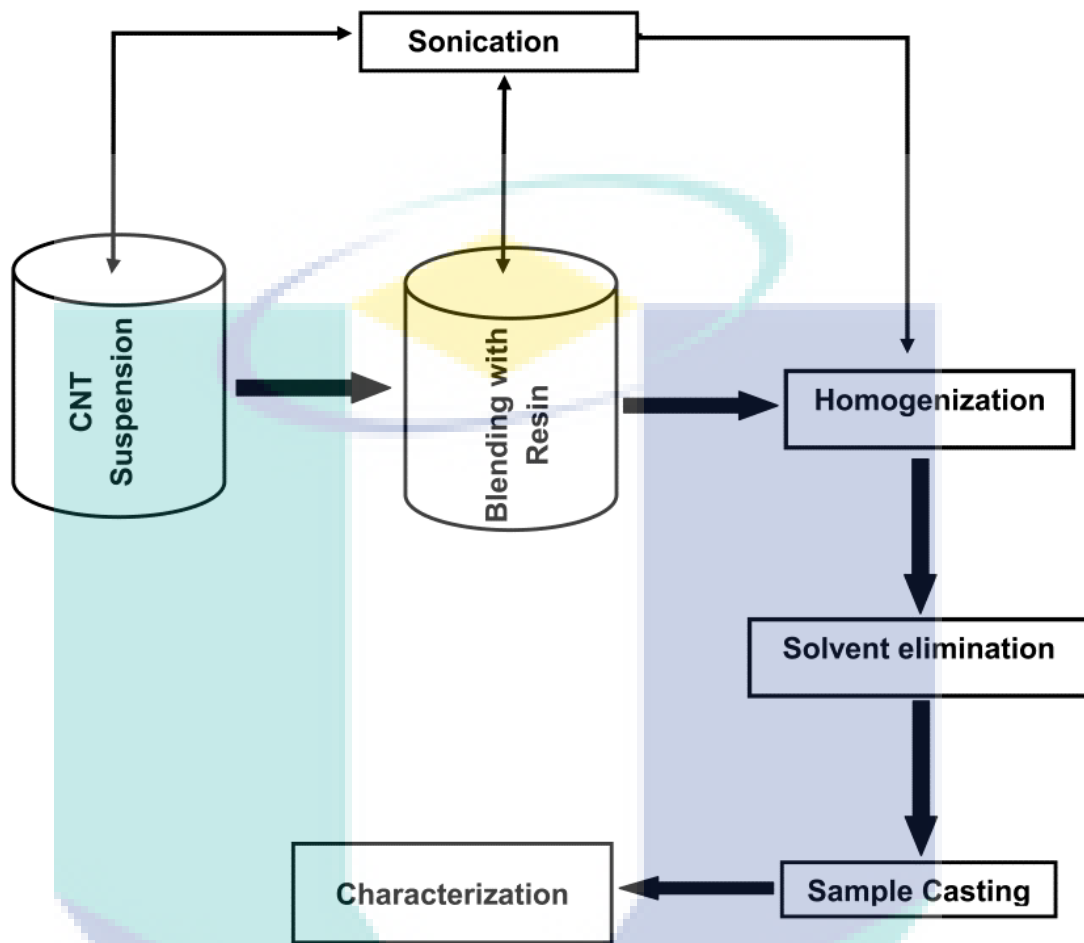 Sonication
CNT
Suspension
Blending with
Resin
Homogenization
Solvent elimination
Sample Casting
Characterization